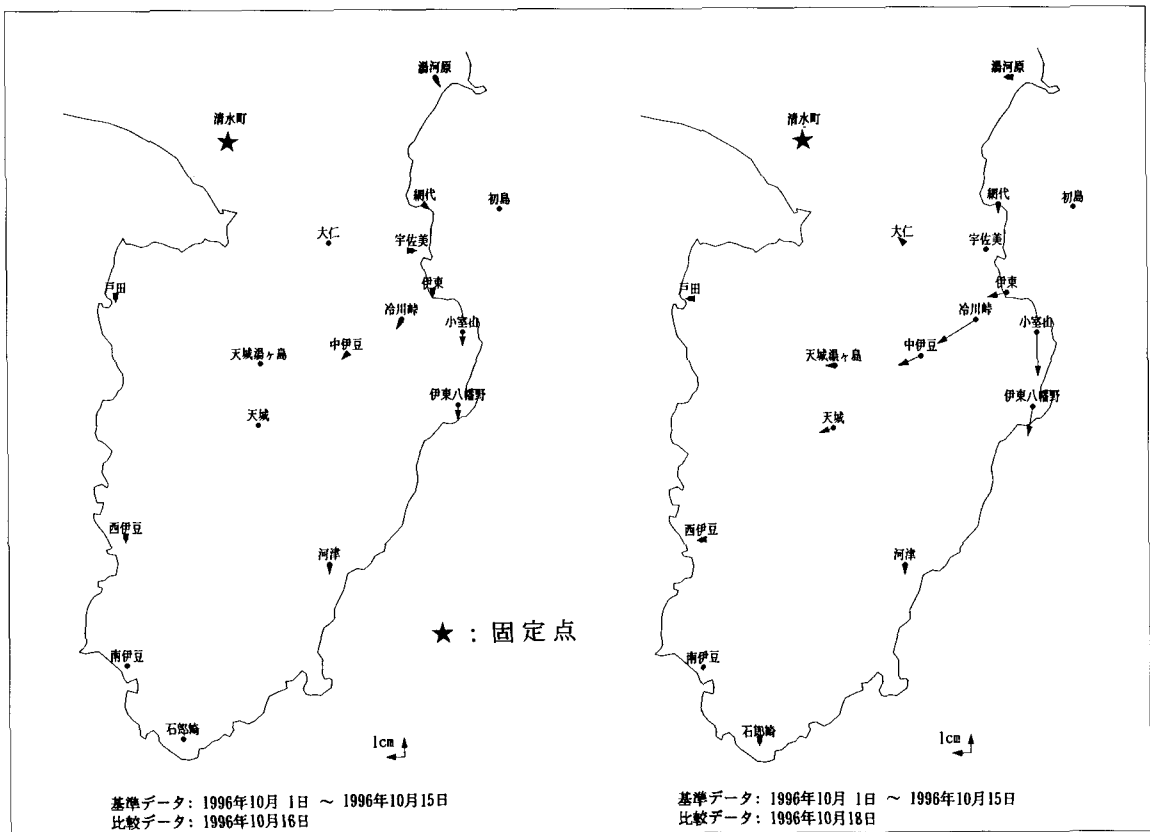 湯河原
清水町
網代
初島
大仁
宇佐美
戸田
伊東
冷川峠
小室山
中伊豆
天城湯ヶ島
伊東八幡野
天城
西伊豆
河津
★：固定点
南伊豆
石郎崎
1cm
基準データ: 1996年10月 1日 ～ 1996年10月15日
比較データ: 1996年10月16日
湯河原
清水町
網代
初島
大仁
宇佐美
戸田
伊東
冷川峠
小室山
中伊豆
天城湯ヶ島
伊東八幡野
天城
西伊豆
河津
南伊豆
石郎崎
1cm
基準データ: 1996年10月 1日 ～ 1996年10月15日
比較データ: 1996年10月18日